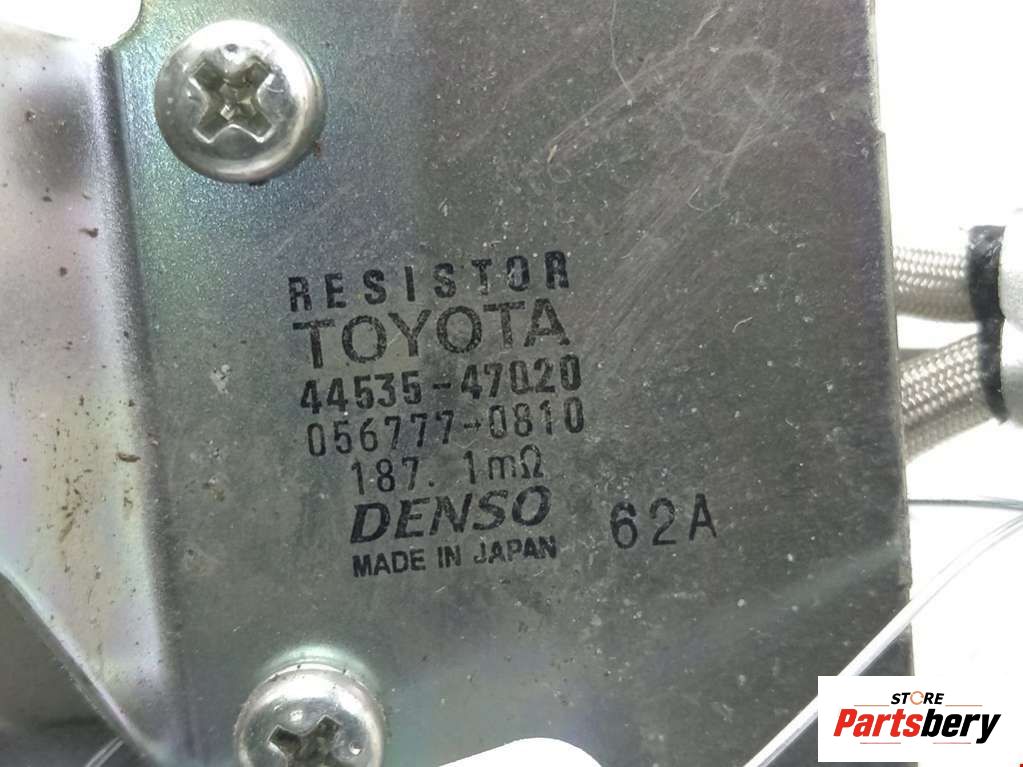 RESISTOR
TOYOTA
44535-47020
056777-0810
187. 1mΩ
DENSO
MADE IN JAPAN
62A
STORE
Partsbery